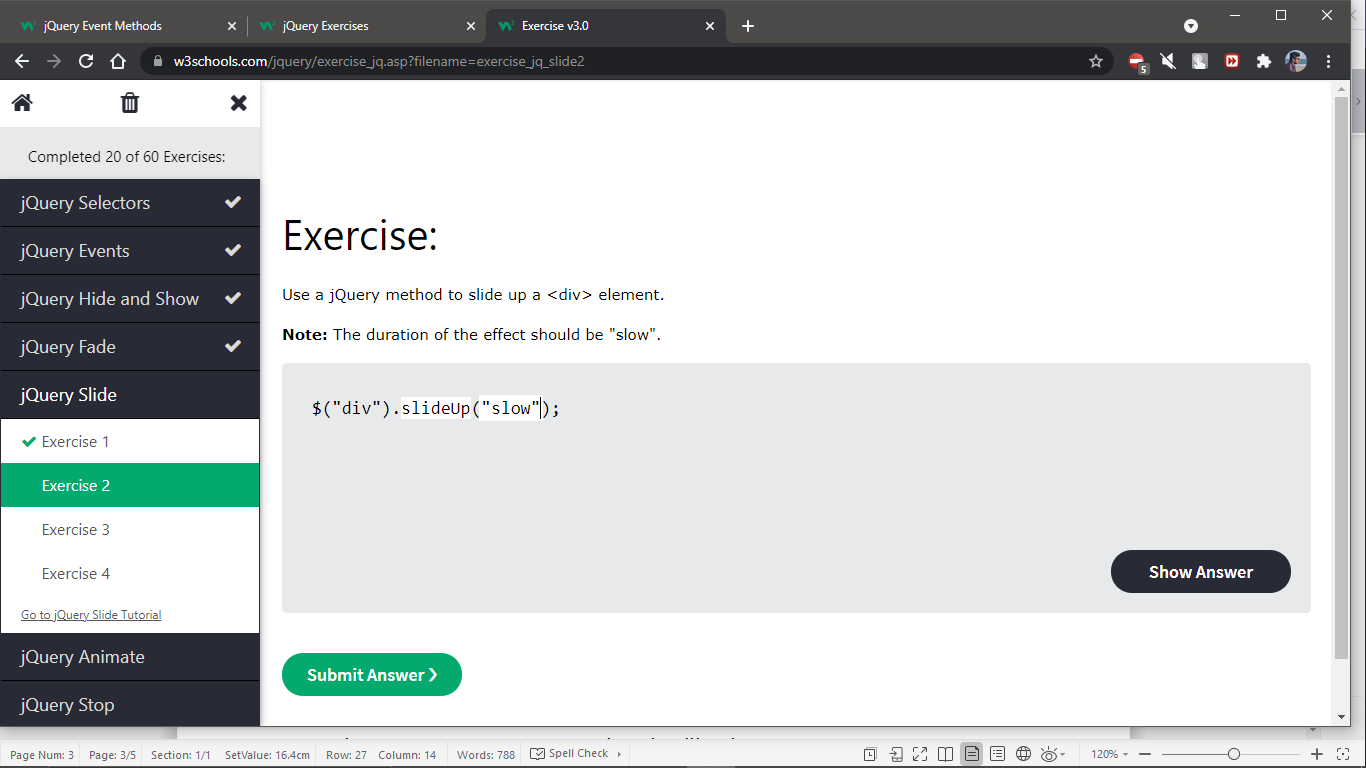 jQuery Event Methods
jQuery Exercises
Exercise v3.0
w3schools.com/jquery/exercise_jq.asp?filename=exercise_jq_slide2
5
Completed 20 of 60 Exercises:
jQuery Selectors
jQuery Events
jQuery Hide and Show
jQuery Fade
jQuery Slide
Exercise 1
Exercise 2
Exercise 3
Exercise 4
Go to jQuery Slide Tutorial
jQuery Animate
jQuery Stop
Exercise:
Use a jQuery method to slide up a <div> element.
Note: The duration of the effect should be "slow".
$("div").slideUp("slow");
Show Answer
Submit Answer ❯
Page Num: 3 Page: 3/5 Section: 1/1 SetValue: 16.4cm Row: 27 Column: 14 Words: 788 Spell Check 120%